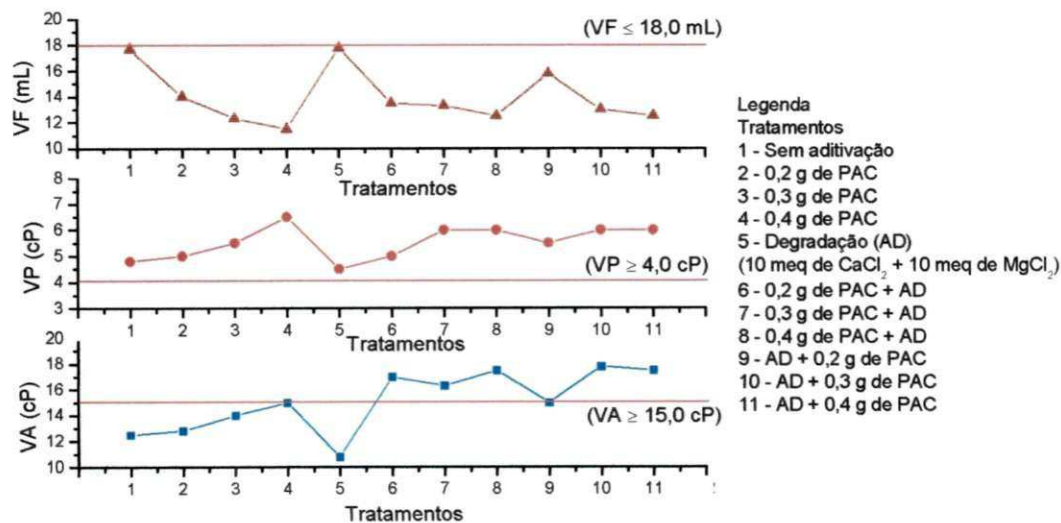 20
18
16
14
12
10
VF (mL)
(VF ≤ 18,0 mL)
1 2 3 4 5 6 7 8 9 10 11
Tratamentos
8
7
6
5
4
3
VP (cP)
(VP ≥ 4,0 cP)
1 2 3 4 5 6 7 8 9 10 11
Tratamentos
20
18
16
14
12
10
VA (cP)
(VA ≥ 15,0 cP)
1 2 3 4 5 6 7 8 9 10 11
Tratamentos
Legenda
Tratamentos
1 - Sem aditivação
2 - 0,2 g de PAC
3 - 0,3 g de PAC
4 - 0,4 g de PAC
5 - Degradação (AD)
(10 meq de CaCl₂ + 10 meq de MgCl₂)
6 - 0,2 g de PAC + AD
7 - 0,3 g de PAC + AD
8 - 0,4 g de PAC + AD
9 - AD + 0,2 g de PAC
10 - AD + 0,3 g de PAC
11 - AD + 0,4 g de PAC